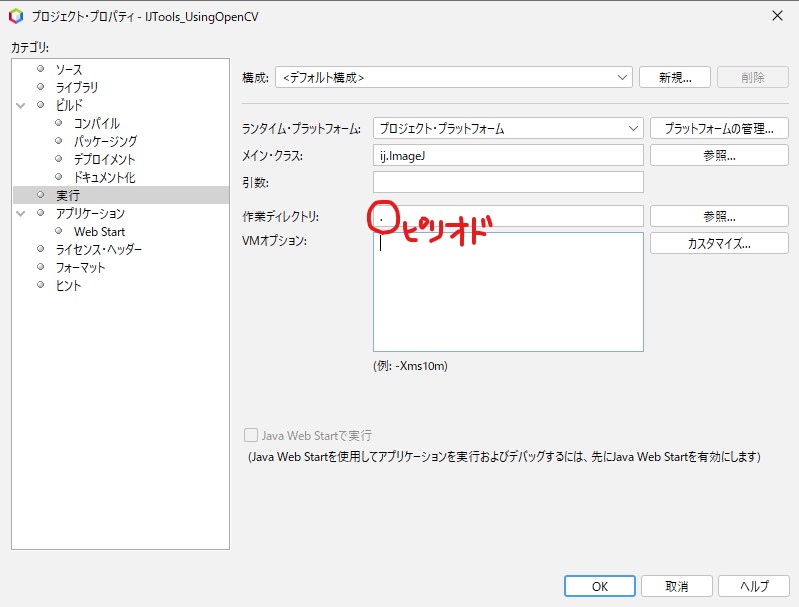 プロジェクト・プロパティ - IJTools_UsingOpenCV
カテゴリ:
ソース
ライブラリ
ビルド
コンパイル
パッケージング
デプロイメント
ドキュメント化
実行
アプリケーション
Web Start
ライセンス・ヘッダー
フォーマット
ヒント
構成: <デフォルト構成> 新規... 削除
ランタイム・プラットフォーム: プロジェクト・プラットフォーム プラットフォームの管理...
メイン・クラス: ij.ImageJ 参照...
引数:
作業ディレクトリ: . 参照...
ピリオド
VMオプション: カスタマイズ...
(例: -Xms10m)
Java Web Startで実行
(Java Web Startを使用してアプリケーションを実行およびデバッグするには、先にJava Web Startを有効にします)
OK 取消 ヘルプ